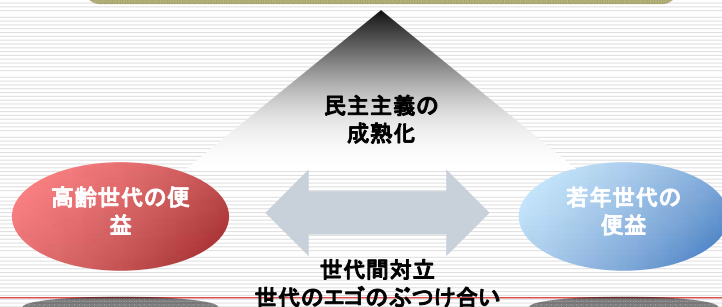 民主主義の
成熟化
高齢世代の便
益
若年世代の
便益
世代間対立
世代のエゴのぶつけ合い